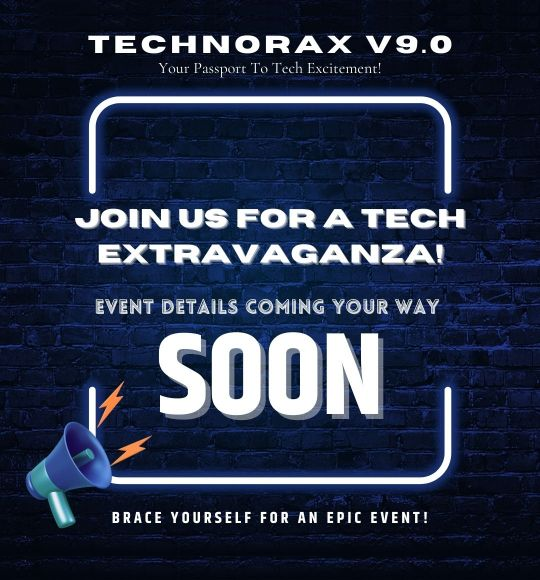 TECHNORAX V9.0
Your Passport To Tech Excitement!
JOIN US FOR A TECH
EXTRAVAGANZA!
EVENT DETAILS COMING YOUR WAY
SOON
BRACE YOURSELF FOR AN EPIC EVENT!